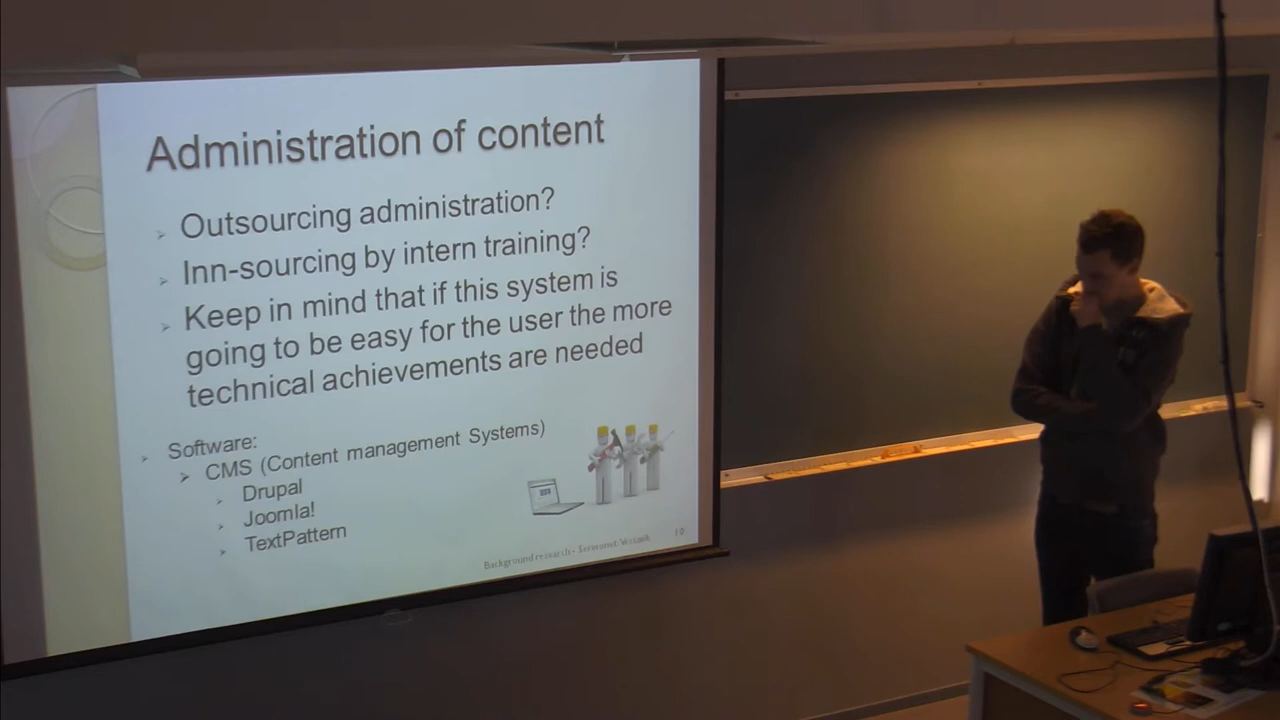 Administration of content
Outsourcing administration?
Inn-sourcing by intern training?
Keep in mind that if this system is
going to be easy for the user the more
technical achievements are needed
Software:
CMS (Content management Systems)
Drupal
Joomla!
TextPattern
Background research -